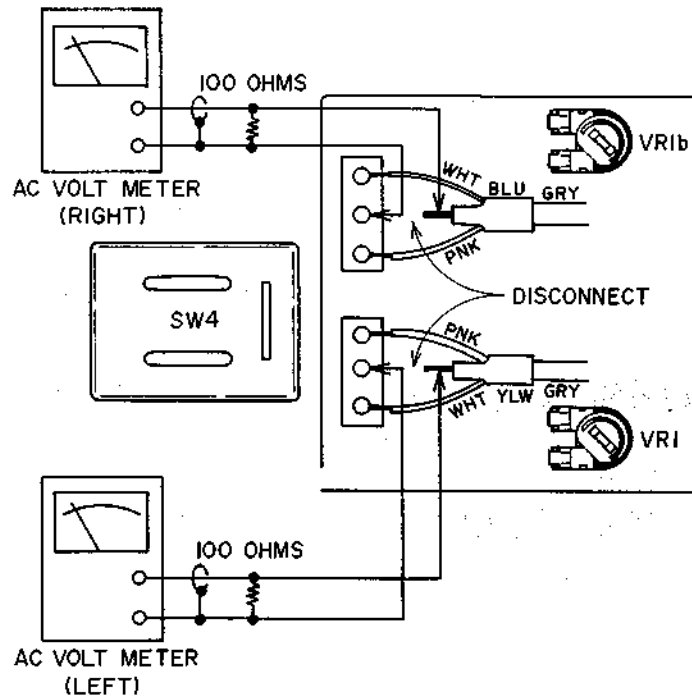 100 OHMS
AC VOLT METER
(RIGHT)
VR1b
WHT
BLU GRY
PNK
SW4
DISCONNECT
PNK
WHT YLW GRY
VR1
100 OHMS
AC VOLT METER
(LEFT)